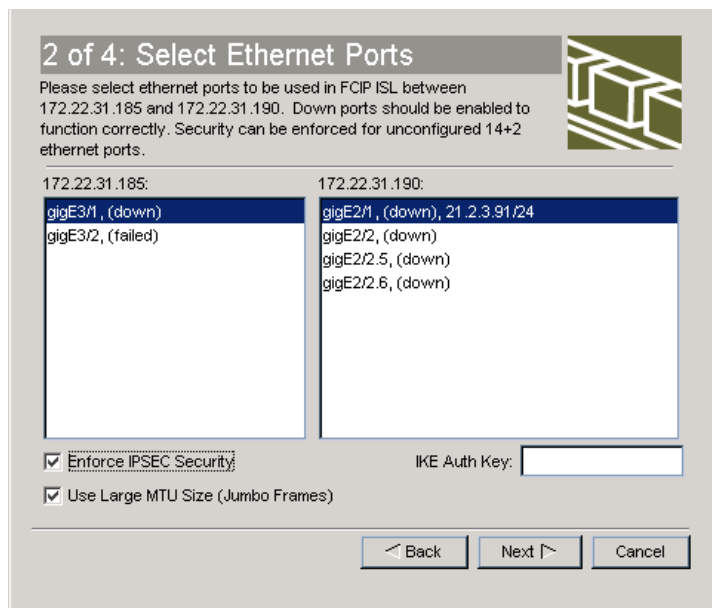 2 of 4: Select Ethernet Ports
Please select ethernet ports to be used in FCIP ISL between
172.22.31.185 and 172.22.31.190.  Down ports should be enabled to
function correctly. Security can be enforced for unconfigured 14+2
ethernet ports.
172.22.31.185:
gigE3/1, (down)
gigE3/2, (failed)
172.22.31.190:
gigE2/1, (down), 21.2.3.91/24
gigE2/2, (down)
gigE2/2.5, (down)
gigE2/2.6, (down)
Enforce IPSEC Security
IKE Auth Key:
Use Large MTU Size (Jumbo Frames)
Back
Next
Cancel